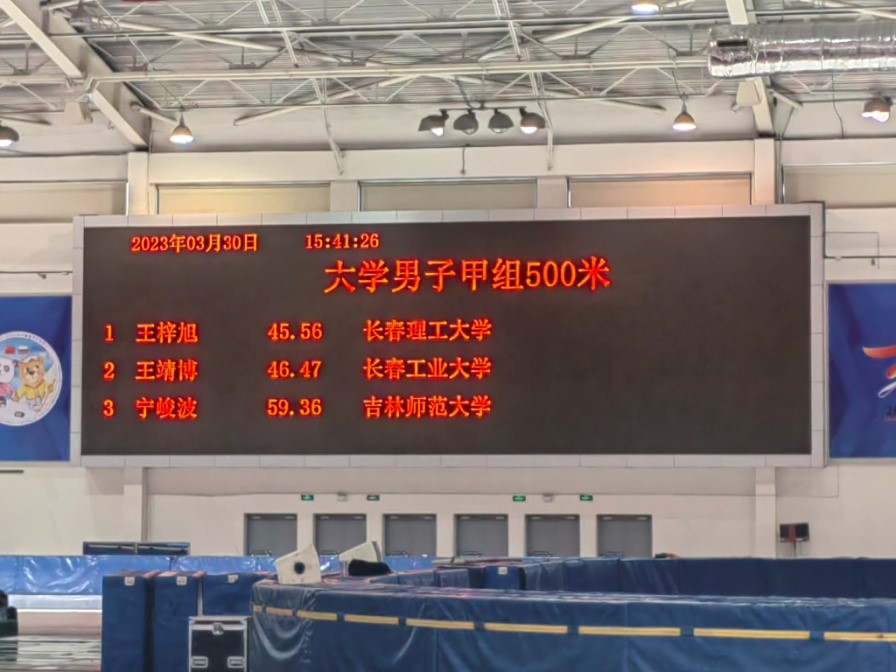 2023年03月30日 15:41:26
大学男子甲组500米
1 王梓旭 45.56 长春理工大学
2 王靖博 46.47 长春工业大学
3 宁峻波 59.36 吉林师范大学